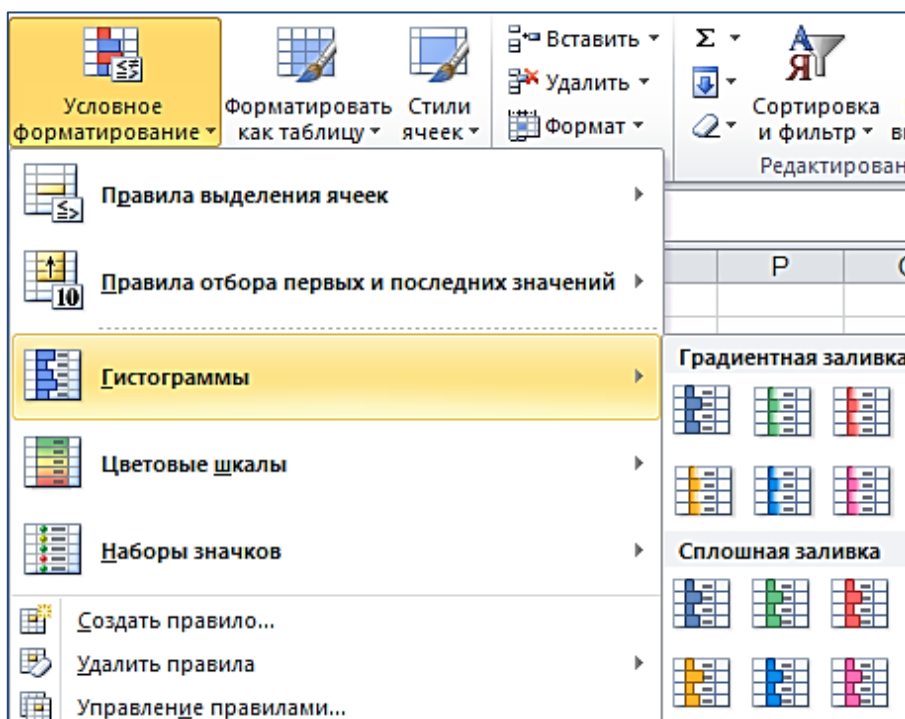 Вставить
Удалить
Формат
Σ
А
Я
Условное
форматирование
Форматировать
как таблицу
Стили
ячеек
Сортировка
и фильтр
Правила выделения ячеек
10
Правила отбора первых и последних значений
P
Гистограммы
Градиентная заливка
Цветовые шкалы
Наборы значков
Сплошная заливка
Создать правило...
Удалить правила
Управление правилами...